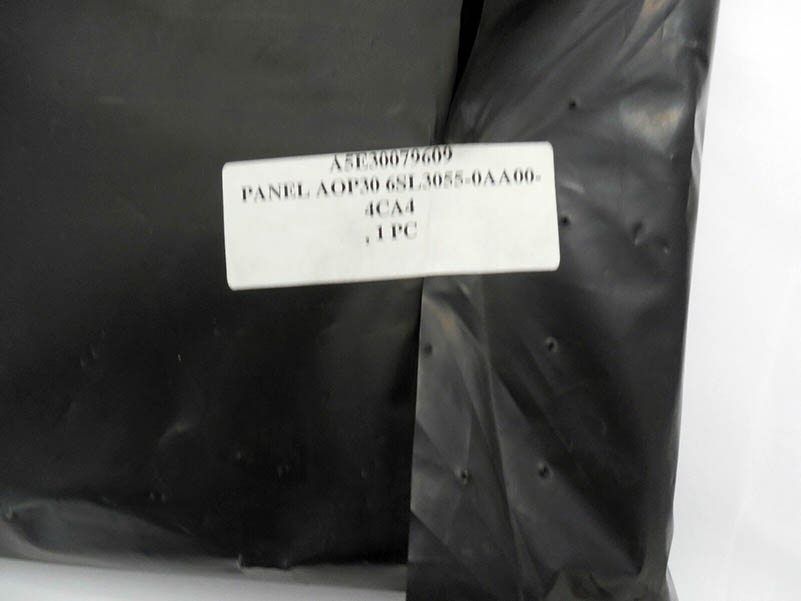 A5E30079609
PANEL AOP30 6SL3055-0AA00-
4CA4
, 1 PC